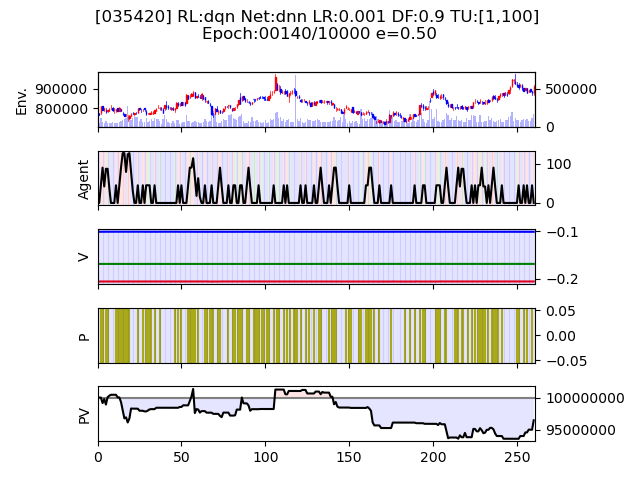 [035420] RL:dqn Net:dnn LR:0.001 DF:0.9 TU:[1,100]
Epoch:00140/10000 e=0.50
Env.
900000
800000
500000
0
Agent
100
0
V
−0.1
−0.2
P
0.05
0.00
−0.05
PV
100000000
95000000
0 50 100 150 200 250